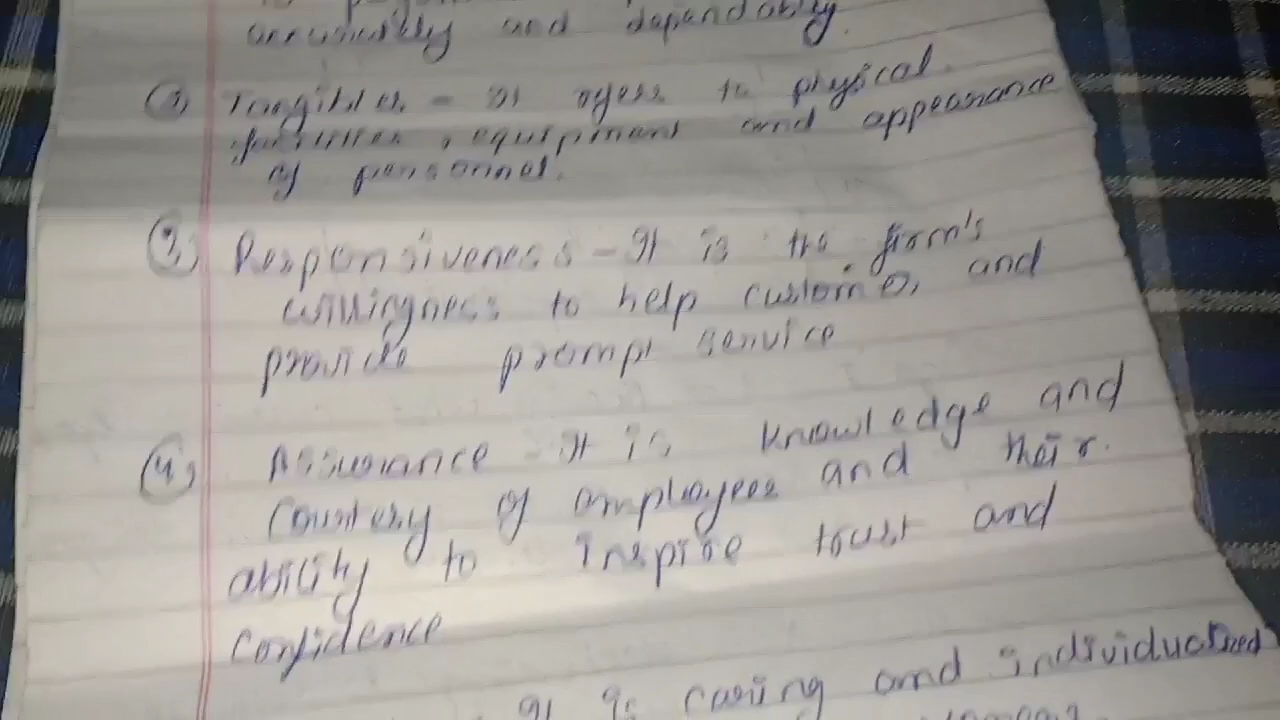 accurately and dependably.
(2) Tangibles - It refers to physical
facilities, equipment and appearance
of personnel.
(3) Responsiveness - It is the firm's
willingness to help customer, and
provide prompt service
(4) Assurance It is knowledge and
Courtesy of employees and their.
ability to inspire trust and
Confidence
It is caring and individualized